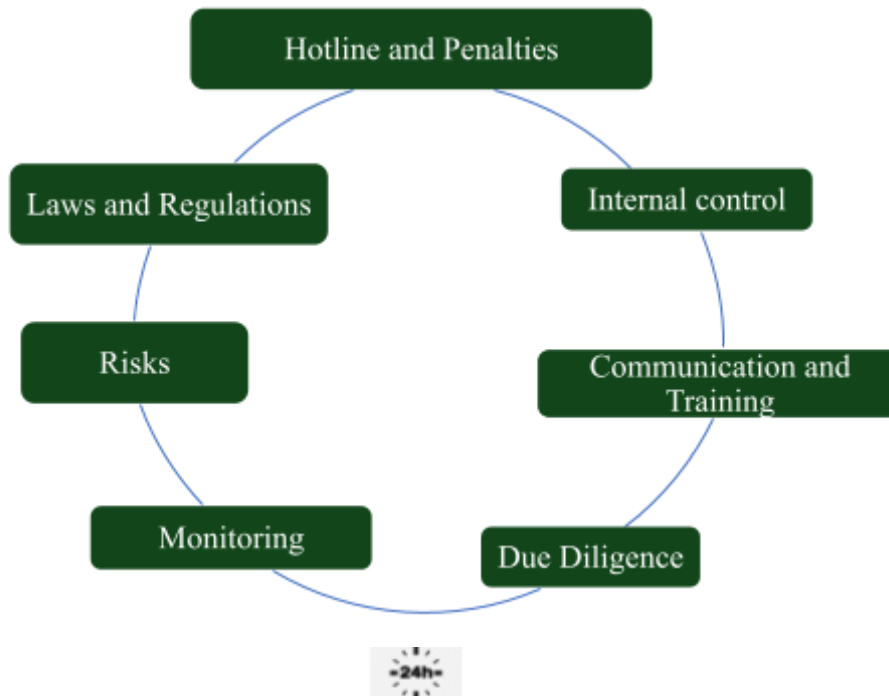 Hotline and Penalties
Laws and Regulations
Internal control
Risks
Communication and
Training
Monitoring
Due Diligence
24h